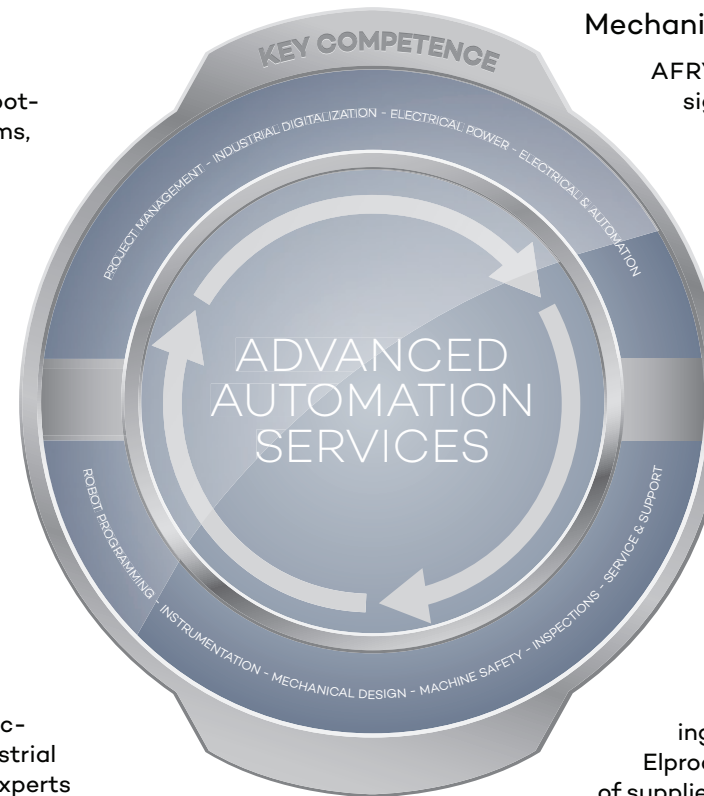 Mechani
AFRY
sig
ot-
ms,
KEY COMPETENCE
PROJECT MANAGEMENT - INDUSTRIAL DIGITALIZATION - ELECTRICAL POWER - ELECTRICAL & AUTOMATION
ADVANCED
AUTOMATION
SERVICES
ROBOT PROGRAMMING - INSTRUMENTATION - MECHANICAL DESIGN - MACHINE SAFETY - INSPECTIONS - SERVICE & SUPPORT
c-
strial
xperts
ing
Elproc
of supplie